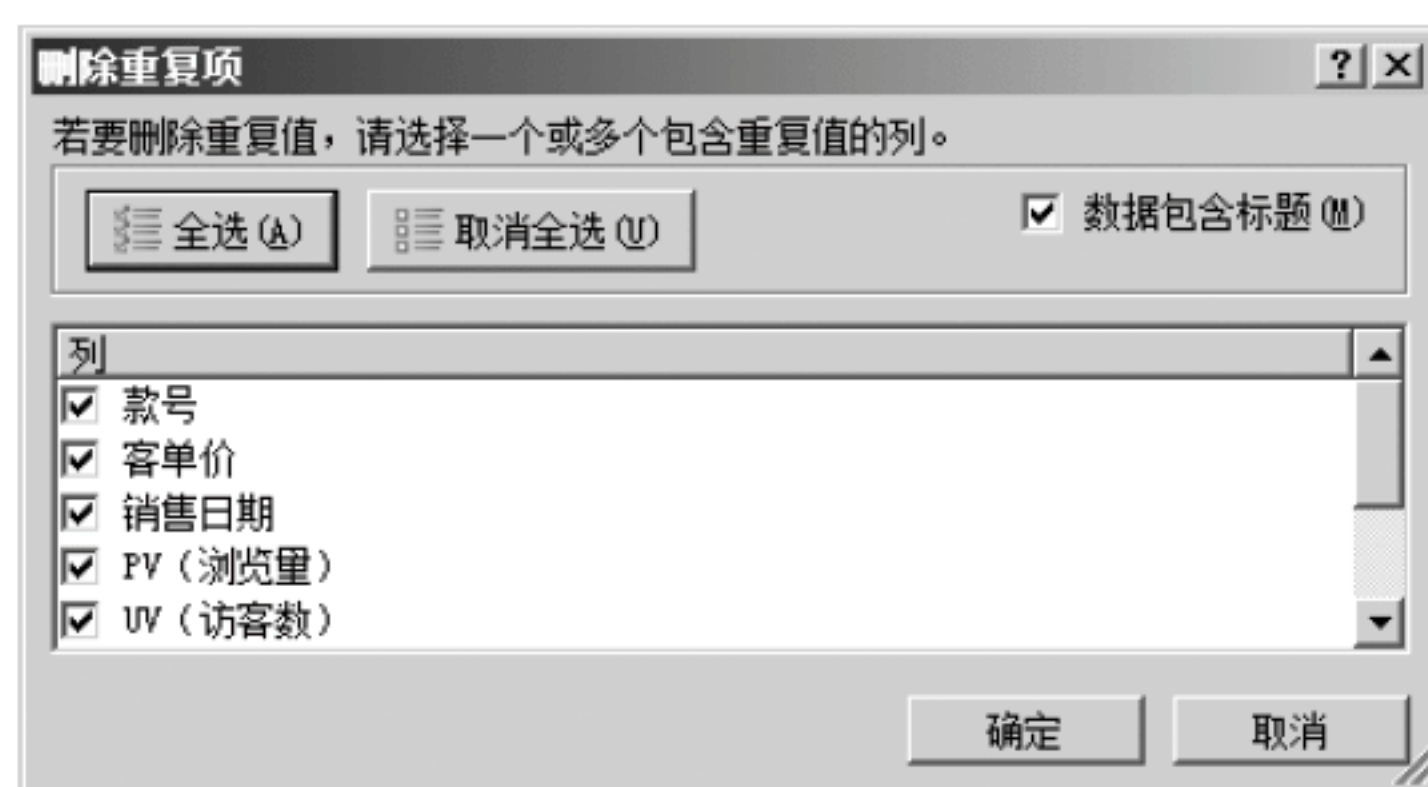 删除重复项
若要删除重复值，请选择一个或多个包含重复值的列。
全选(A) 取消全选(U) 数据包含标题(M)
列
款号
客单价
销售日期
PV（浏览量）
UV（访客数）
确定 取消